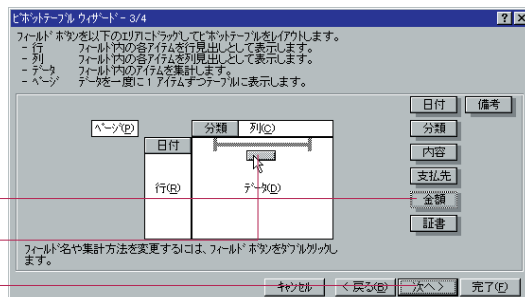 ﾋﾟﾎﾞｯﾄﾃｰﾌﾞﾙ ｳｨｻﾞｰﾄﾞ - 3/4
ﾌｨｰﾙﾄﾞ ﾎﾞﾀﾝを以下のｴﾘｱにﾄﾞﾗｯｸﾞしてﾋﾟﾎﾞｯﾄﾃｰﾌﾞﾙをﾚｲｱｳﾄします。
- 行 ﾌｨｰﾙﾄﾞ内の各ｱｲﾃﾑを行見出しとして表示します。
- 列 ﾌｨｰﾙﾄﾞ内の各ｱｲﾃﾑを列見出しとして表示します。
- ﾃﾞｰﾀ ﾌｨｰﾙﾄﾞ内のｱｲﾃﾑを集計します。
- ﾍﾟｰｼﾞ ﾃﾞｰﾀを一度に 1 ｱｲﾃﾑずつﾃｰﾌﾞﾙに表示します。
日付 備考
ﾍﾟｰｼﾞ(P) 分類 列(C) 分類
日付 内容
行(R) ﾃﾞｰﾀ(D) 支払先
金額
証書
ﾌｨｰﾙﾄﾞ名や集計方法を変更するには、ﾌｨｰﾙﾄﾞ ﾎﾞﾀﾝをﾀﾞﾌﾞﾙｸﾘｯｸし
ます。
ｷｬﾝｾﾙ < 戻る(B) 次へ > 完了(F)